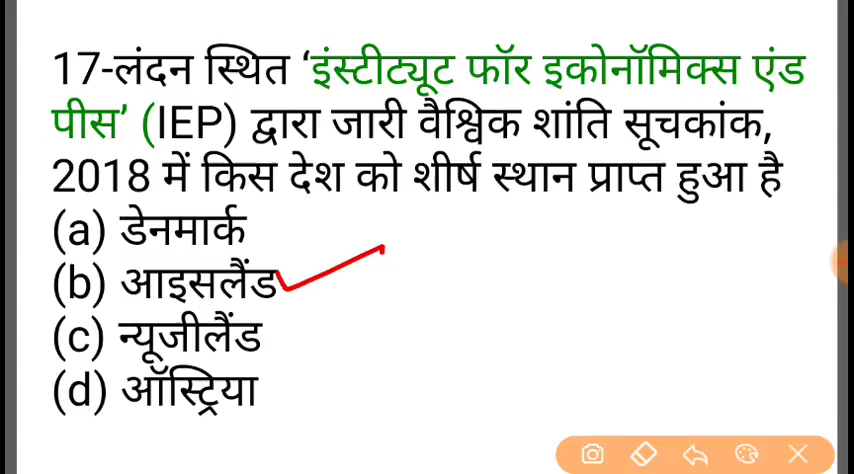 17-लंदन स्थित 'इंस्टीट्यूट फॉर इकोनॉमिक्स एंड
पीस' (IEP) द्वारा जारी वैश्विक शांति सूचकांक,
2018 में किस देश को शीर्ष स्थान प्राप्त हुआ है
(a) डेनमार्क
(b) आइसलैंड
(c) न्यूजीलैंड
(d) ऑस्ट्रिया